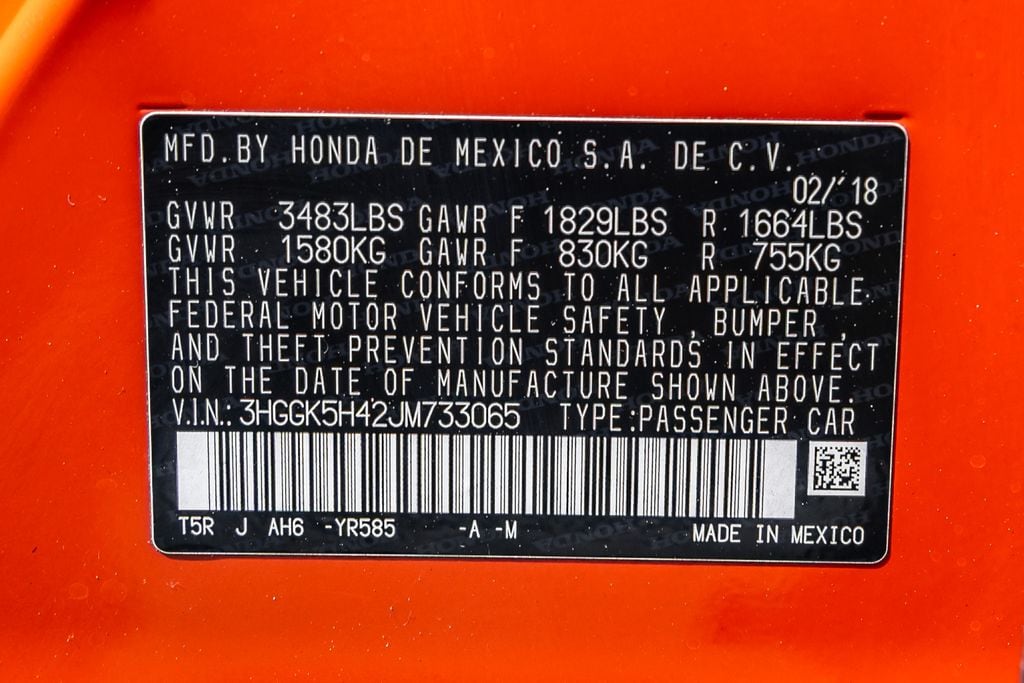 MFD.BY HONDA DE MEXICO S.A. DE C.V.
02/'18
GVWR 3483LBS GAWR F 1829LBS R 1664LBS
GVWR 1580KG GAWR F 830KG R 755KG
THIS VEHICLE CONFORMS TO ALL APPLICABLE
FEDERAL MOTOR VEHICLE SAFETY , BUMPER ,
AND THEFT PREVENTION STANDARDS IN EFFECT
ON THE DATE OF MANUFACTURE SHOWN ABOVE.
V.I.N.: 3HGGK5H42JM733065 TYPE:PASSENGER CAR
T5R J AH6 -YR585 -A -M MADE IN MEXICO